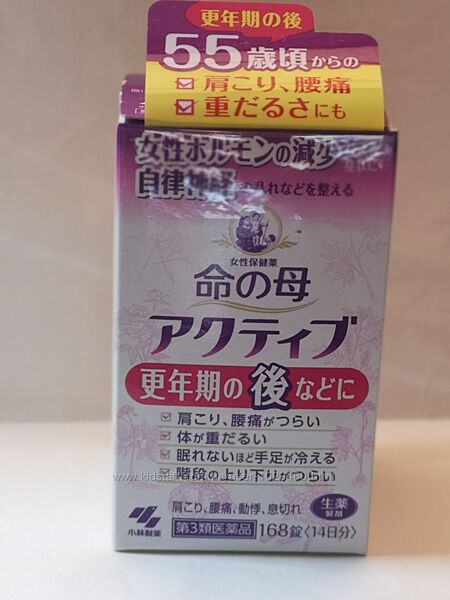 更年期の後
55歳頃からの
肩こり、腰痛
重だるさにも
女性ホルモンの減少
自律神経の乱れなどを整える
女性保健薬
命の母
アクティブ
更年期の後などに
肩こり、腰痛がつらい
体が重だるい
眠れないほど手足が冷える
階段の上り下りがつらい
肩こり、腰痛、動悸、息切れ
生薬
製剤
小林製薬
第3類医薬品
168錠〈14日分〉